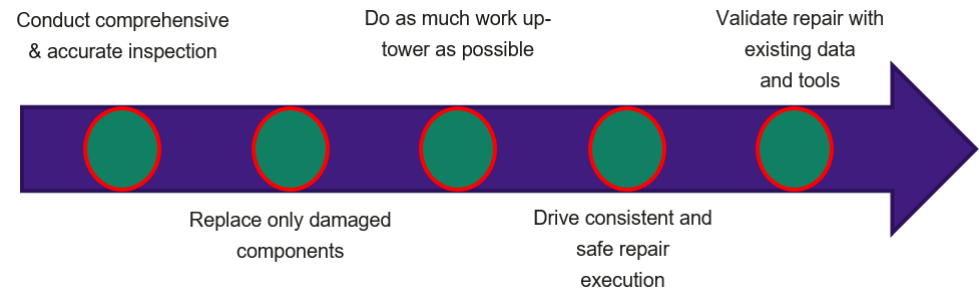 Conduct comprehensive
& accurate inspection
Replace only damaged
components
Do as much work up-
tower as possible
Drive consistent and
safe repair
execution
Validate repair with
existing data
and tools